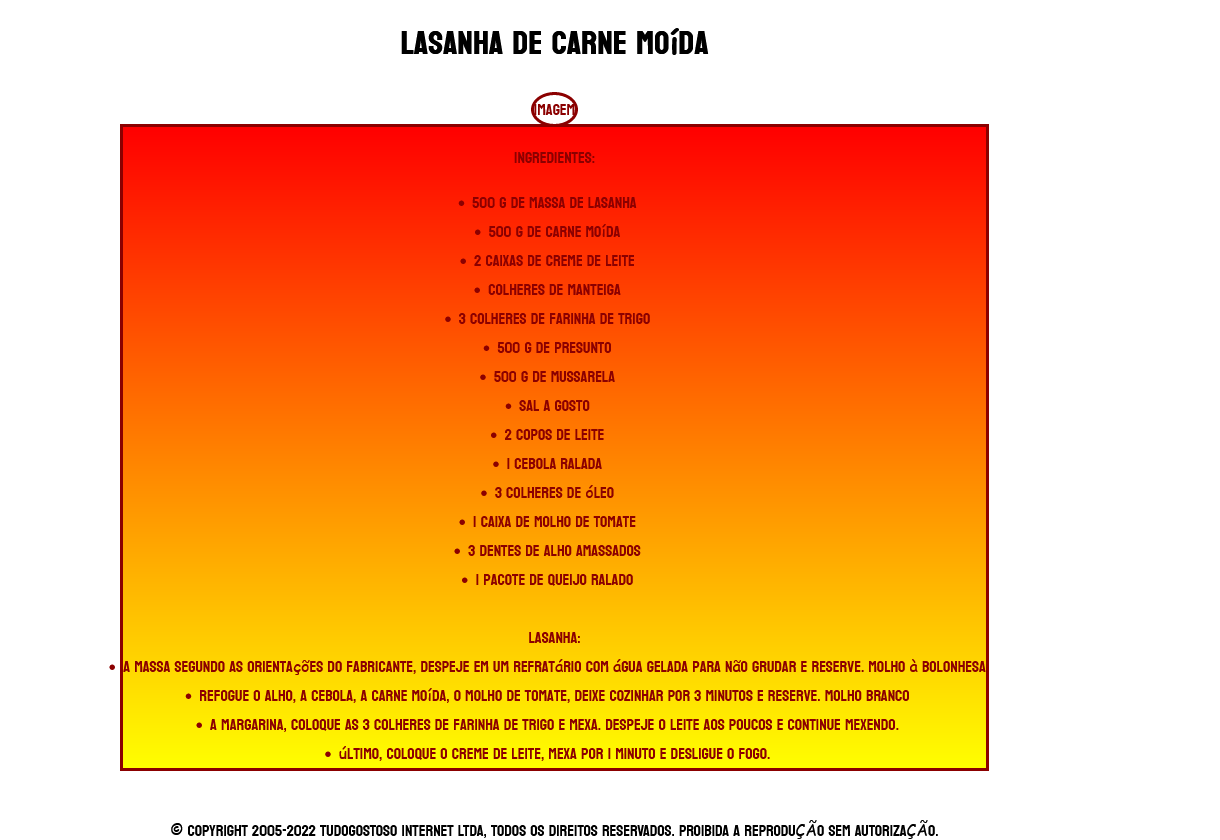 LASANHA DE CARNE MOíDA
IMAGEM
INGREDIENTES:
• 500 G DE MASSA DE LASANHA
• 500 G DE CARNE MOíDA
• 2 CAIXAS DE CREME DE LEITE
• COLHERES DE MANTEIGA
• 3 COLHERES DE FARINHA DE TRIGO
• 500 G DE PRESUNTO
• 500 G DE MUSSARELA
• SAL A GOSTO
• 2 COPOS DE LEITE
• 1 CEBOLA RALADA
• 3 COLHERES DE óLEO
• 1 CAIXA DE MOLHO DE TOMATE
• 3 DENTES DE ALHO AMASSADOS
• 1 PACOTE DE QUEIJO RALADO
LASANHA:
• A MASSA SEGUNDO AS ORIENTAçõES DO FABRICANTE, DESPEJE EM UM REFRATáRIO COM áGUA GELADA PARA NãO GRUDAR E RESERVE. MOLHO à BOLONHESA
• REFOGUE O ALHO, A CEBOLA, A CARNE MOíDA, O MOLHO DE TOMATE, DEIXE COZINHAR POR 3 MINUTOS E RESERVE. MOLHO BRANCO
• A MARGARINA, COLOQUE AS 3 COLHERES DE FARINHA DE TRIGO E MEXA. DESPEJE O LEITE AOS POUCOS E CONTINUE MEXENDO.
• úLTIMO, COLOQUE O CREME DE LEITE, MEXA POR 1 MINUTO E DESLIGUE O FOGO.
© COPYRIGHT 2005-2022 TUDOGOSTOSO INTERNET LTDA, TODOS OS DIREITOS RESERVADOS. PROIBIDA A REPRODUÇÃO SEM AUTORIZAÇÃO.